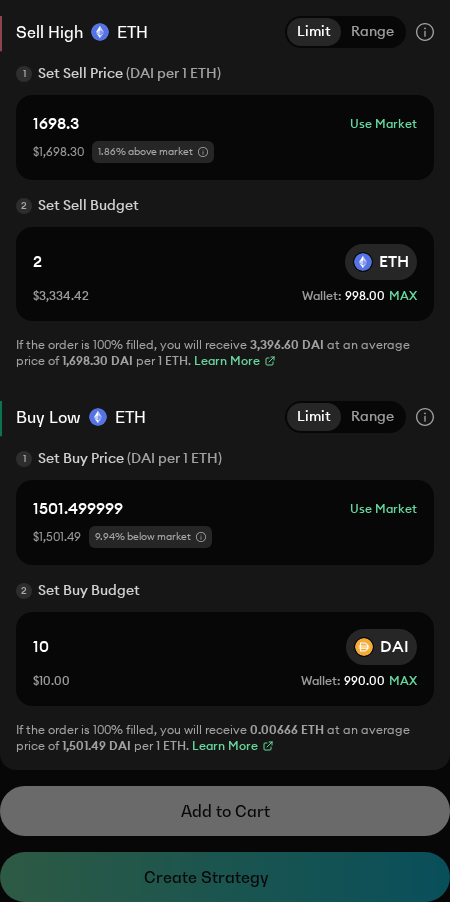 Sell High ETH Limit Range
1 Set Sell Price (DAI per 1 ETH)
1698.3 Use Market
$1,698.30 1.86% above market
2 Set Sell Budget
2 ETH
$3,334.42 Wallet: 998.00 MAX
If the order is 100% filled, you will receive 3,396.60 DAI at an average
price of 1,698.30 DAI per 1 ETH. Learn More
Buy Low ETH Limit Range
1 Set Buy Price (DAI per 1 ETH)
1501.499999 Use Market
$1,501.49 9.94% below market
2 Set Buy Budget
10 DAI
$10.00 Wallet: 990.00 MAX
If the order is 100% filled, you will receive 0.00666 ETH at an average
price of 1,501.49 DAI per 1 ETH. Learn More
Add to Cart
Create Strategy